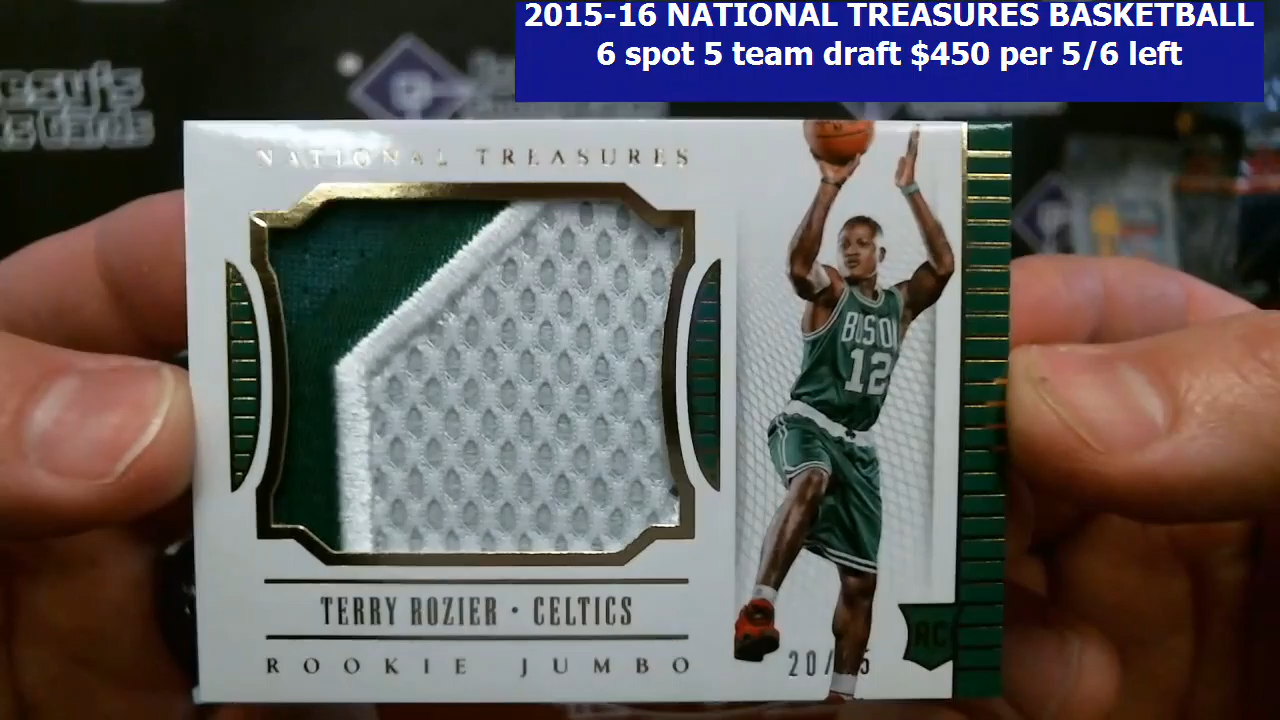 2015-16 NATIONAL TREASURES BASKETBALL
6 spot 5 team draft $450 per 5/6 left
NATIONAL TREASURES
BOSTON
12
TERRY ROZIER · CELTICS
ROOKIE JUMBO
RC